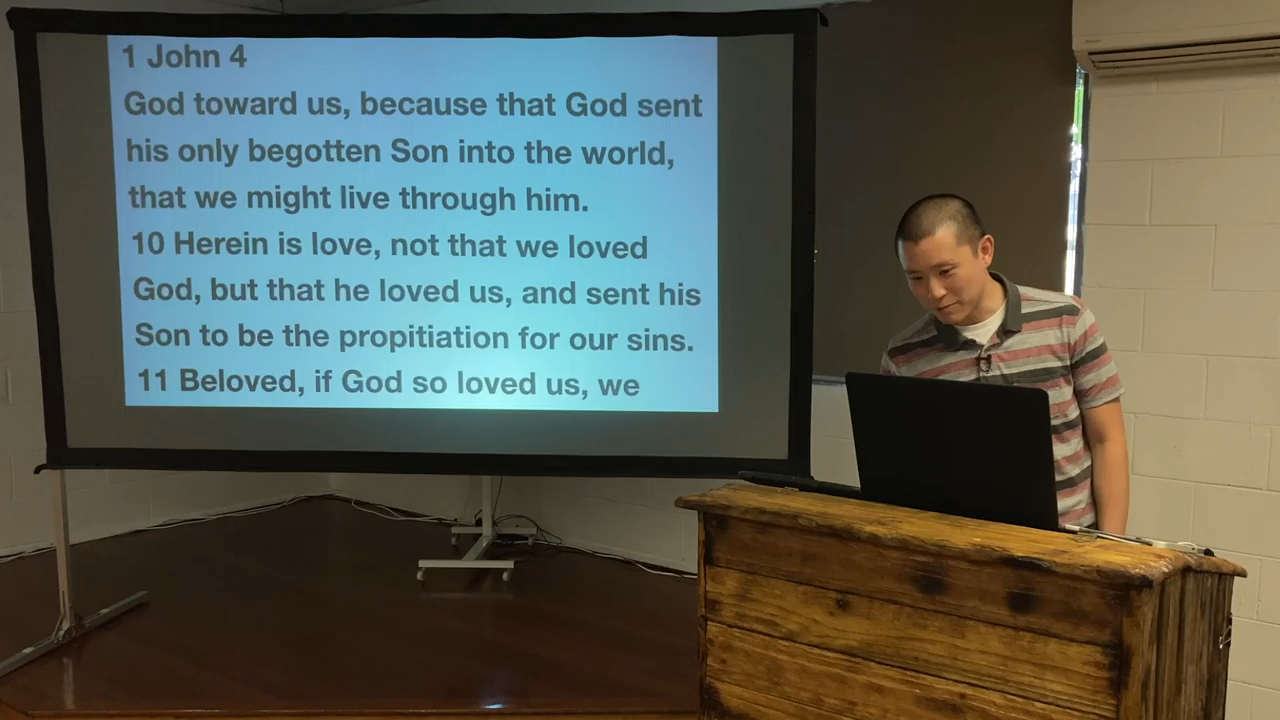 1 John 4
God toward us, because that God sent
his only begotten Son into the world,
that we might live through him.
10 Herein is love, not that we loved
God, but that he loved us, and sent his
Son to be the propitiation for our sins.
11 Beloved, if God so loved us, we